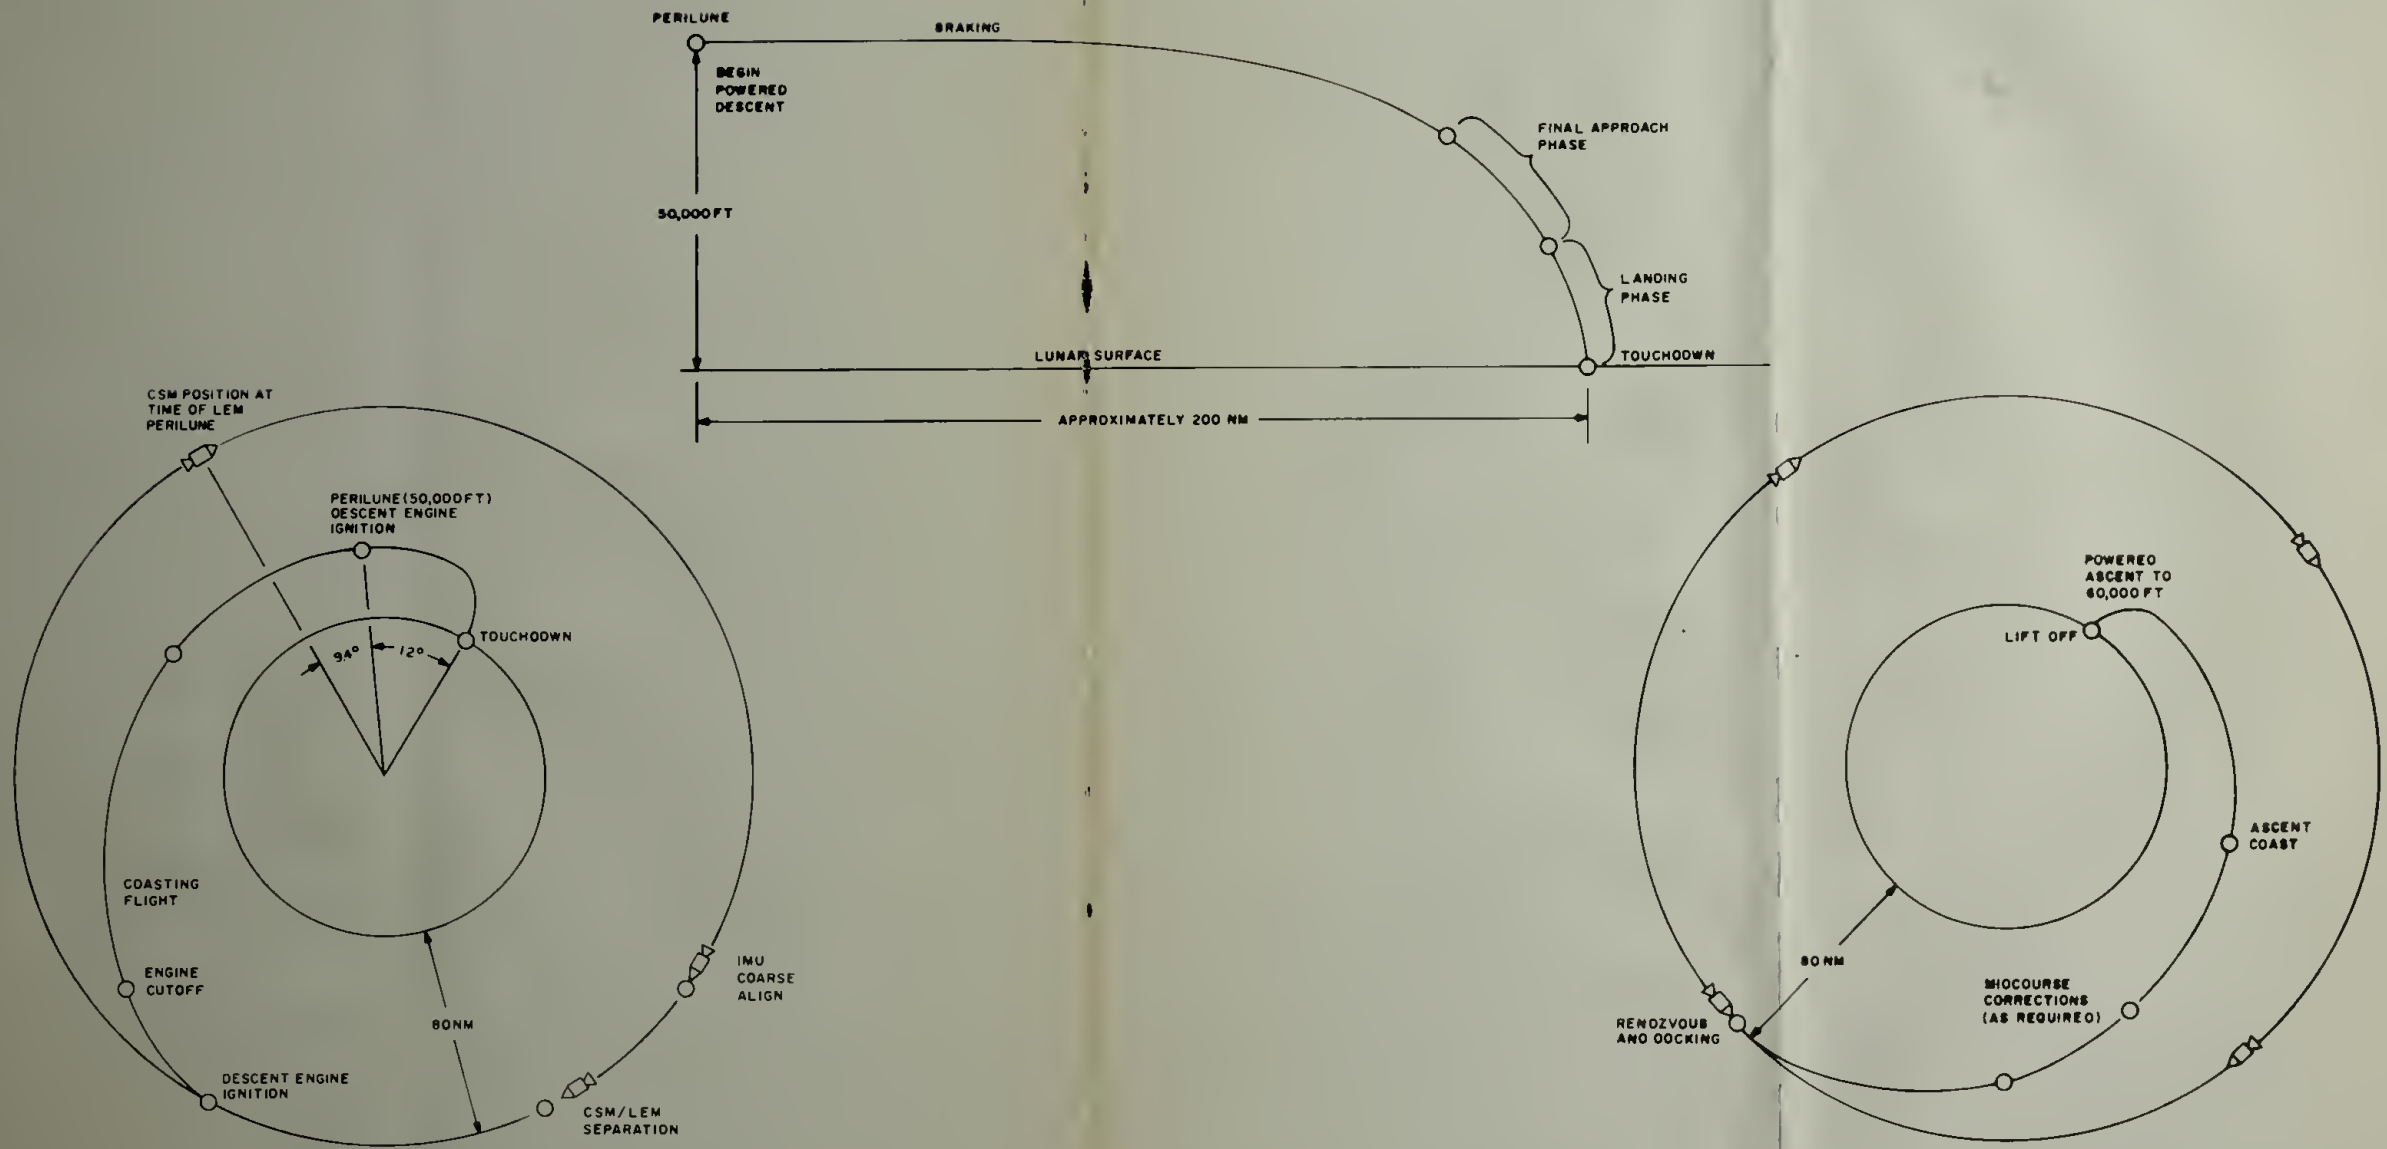 PERILUNE
BRAKING
BEGIN
POWERED
DESCENT
50,000 FT
FINAL APPROACH
PHASE
LANDING
PHASE
LUNAR SURFACE
TOUCHDOWN
APPROXIMATELY 200 NM
CSM POSITION AT
TIME OF LEM
PERILUNE
PERILUNE (50,000 FT)
DESCENT ENGINE
IGNITION
TOUCHDOWN
9.4°
12°
COASTING
FLIGHT
ENGINE
CUTOFF
IMU
COARSE
ALIGN
80 NM
DESCENT ENGINE
IGNITION
CSM/LEM
SEPARATION
POWERED
ASCENT TO
60,000 FT
LIFT OFF
ASCENT
COAST
80 NM
MIDCOURSE
CORRECTIONS
(AS REQUIRED)
RENDZVOUS
AND DOCKING